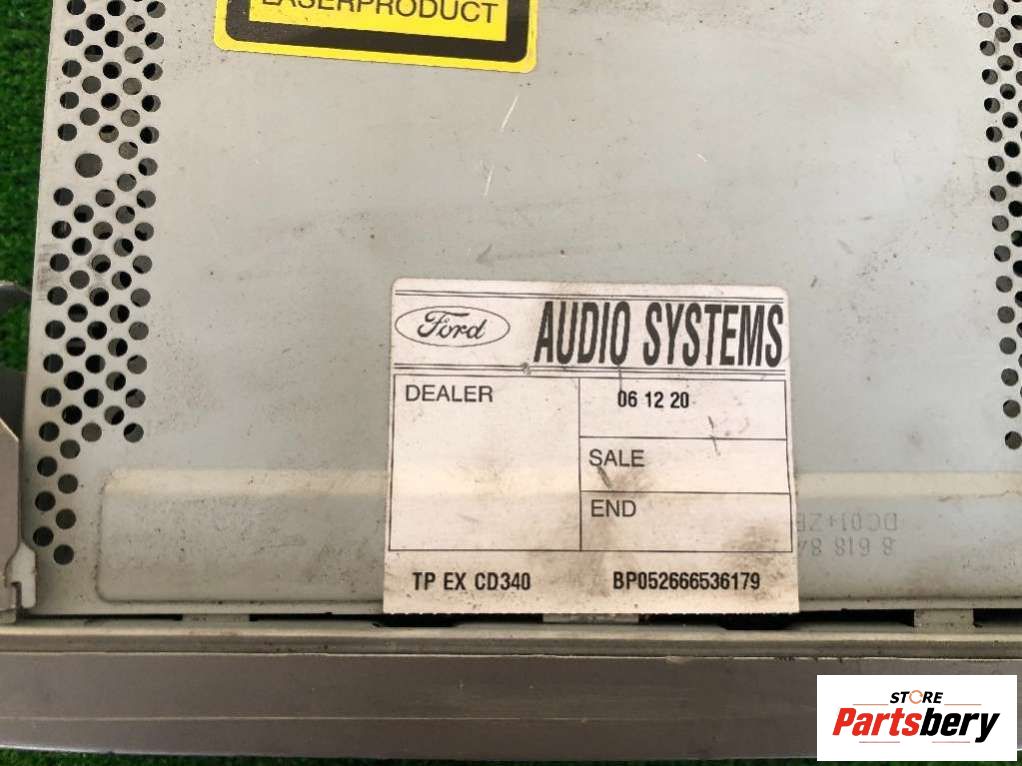 LASERPRODUCT
Ford AUDIO SYSTEMS
DEALER
06 12 20
SALE
END
TP EX CD340 BP052666536179
STORE
Partsbery